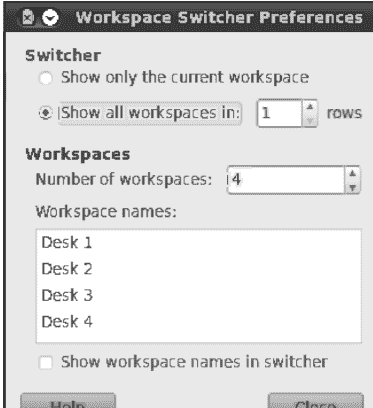 Workspace Switcher Preferences
Switcher
Show only the current workspace
Show all workspaces in: 1 rows
Workspaces
Number of workspaces: 4
Workspace names:
Desk 1
Desk 2
Desk 3
Desk 4
Show workspace names in switcher
Help Close